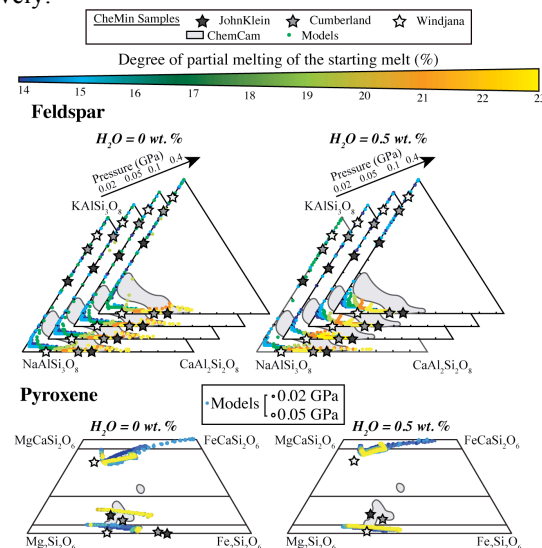 very.
CheMin Samples JohnKlein Cumberland Windjana
ChemCam Models
Degree of partial melting of the starting melt (%)
14 15 16 17 18 19 20 21 22 23
Feldspar
H₂O = 0 wt. % H₂O = 0.5 wt. %
Pressure (GPa) Pressure (GPa)
0.02 0.05 0.1 0.4 0.02 0.05 0.1 0.4
KAlSi₃O₈ KAlSi₃O₈
NaAlSi₃O₈ CaAl₂Si₂O₈ NaAlSi₃O₈ CaAl₂Si₂O₈
Pyroxene
Models 0.02 GPa
0.05 GPa
H₂O = 0 wt. % H₂O = 0.5 wt. %
MgCaSi₂O₆ FeCaSi₂O₆ MgCaSi₂O₆ FeCaSi₂O₆
Mg₂Si₂O₆ Fe₂Si₂O₆ Mg₂Si₂O₆ Fe₂Si₂O₆